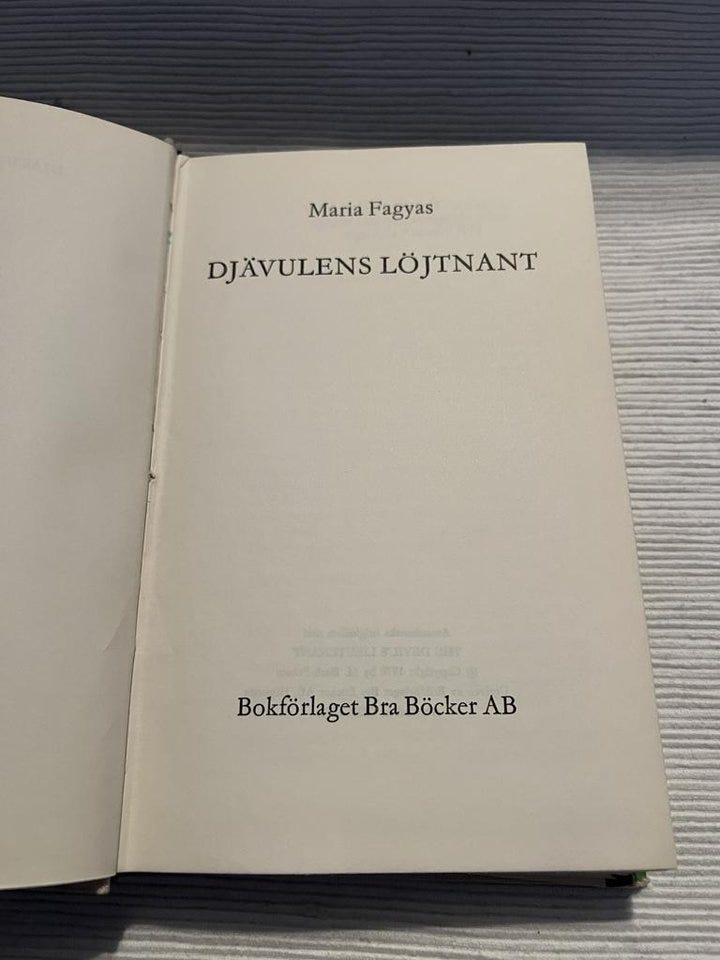 Maria Fagyas
DJÄVULENS LÖJTNANT
Bokförlaget Bra Böcker AB